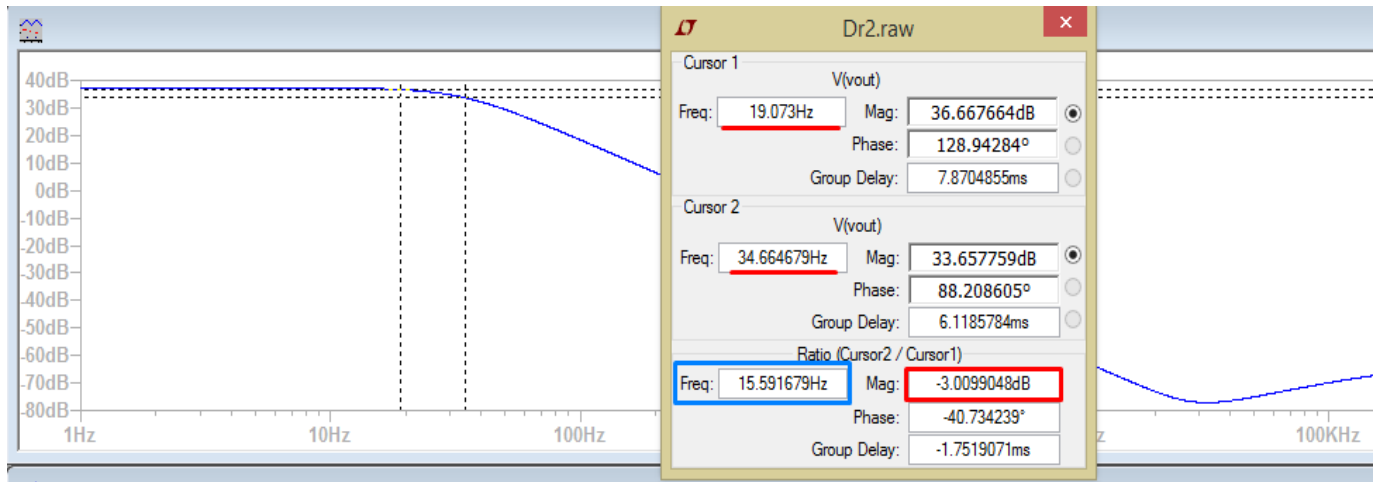 Dr2.raw
Cursor 1
V(vout)
Freq: 19.073Hz Mag: 36.667664dB
Phase: 128.94284º
Group Delay: 7.8704855ms
Cursor 2
V(vout)
Freq: 34.664679Hz Mag: 33.657759dB
Phase: 88.208605º
Group Delay: 6.1185784ms
Ratio (Cursor2 / Cursor1)
Freq: 15.591679Hz Mag: -3.0099048dB
Phase: -40.734239°
Group Delay: -1.7519071ms
40dB
30dB
20dB
10dB
0dB
-10dB
-20dB
-30dB
-40dB
-50dB
-60dB
-70dB
-80dB
1Hz 10Hz 100Hz 100KHz